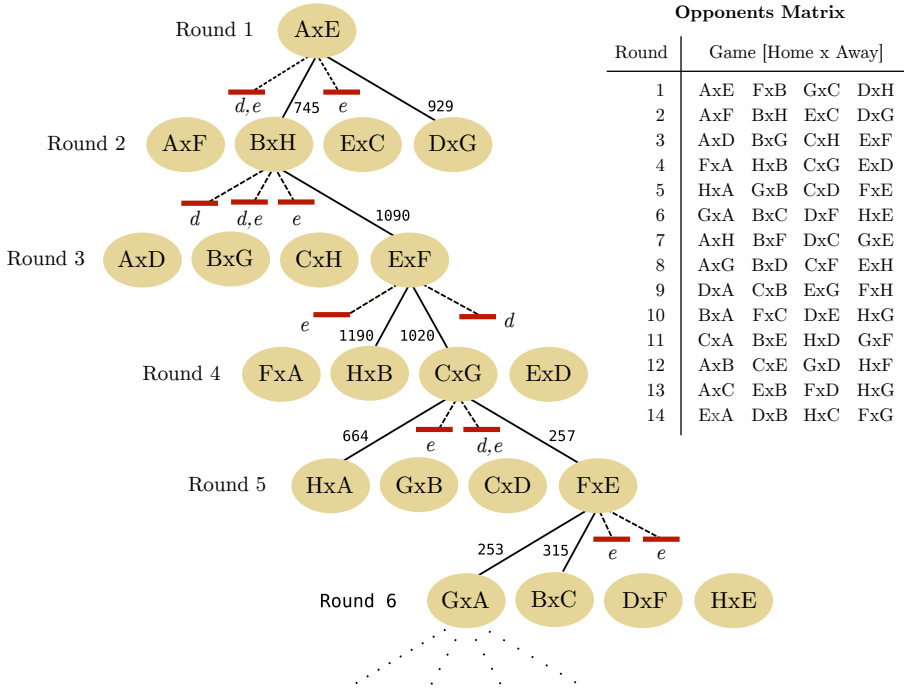 Opponents Matrix
Round Game [Home x Away]
1 AxE FxB GxC DxH
2 AxF BxH ExC DxG
3 AxD BxG CxH ExF
4 FxA HxB CxG ExD
5 HxA GxB CxD FxE
6 GxA BxC DxF HxE
7 AxH BxF DxC GxE
8 AxG BxD CxF ExH
9 DxA CxB ExG FxH
10 BxA FxC DxE HxG
11 CxA BxE HxD GxF
12 AxB CxE GxD HxF
13 AxC ExB FxD HxG
14 ExA DxB HxC FxG
Round 1 AxE
d,e 745 e 929
Round 2 AxF BxH ExC DxG
d d,e e 1090
Round 3 AxD BxG CxH ExF
e 1190 1020 d
Round 4 FxA HxB CxG ExD
664 e d,e 257
Round 5 HxA GxB CxD FxE
253 315 e e
Round 6 GxA BxC DxF HxE